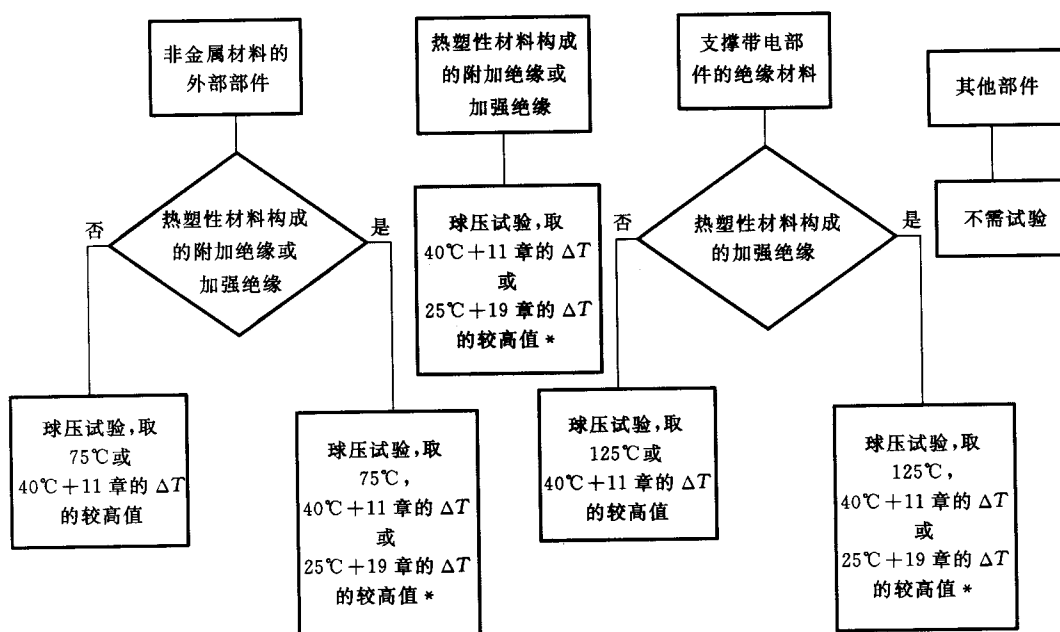 非金属材料的
外部部件
热塑性材料构成
的附加绝缘或
加强绝缘
支撑带电部
件的绝缘材料
其他部件
否
热塑性材料构成
的附加绝缘或
加强绝缘
是
球压试验,取
40℃+11 章的 ΔT
或
25℃+19 章的 ΔT
的较高值 *
否
热塑性材料构成
的加强绝缘
是
不需试验
球压试验,取
75℃或
40℃+11 章的 ΔT
的较高值
球压试验,取
75℃,
40℃+11 章的 ΔT
或
25℃+19 章的 ΔT
的较高值 *
球压试验,取
125℃或
40℃+11 章的 ΔT
的较高值
球压试验,取
125℃,
40℃+11 章的 ΔT
或
25℃+19 章的 ΔT
的较高值 *